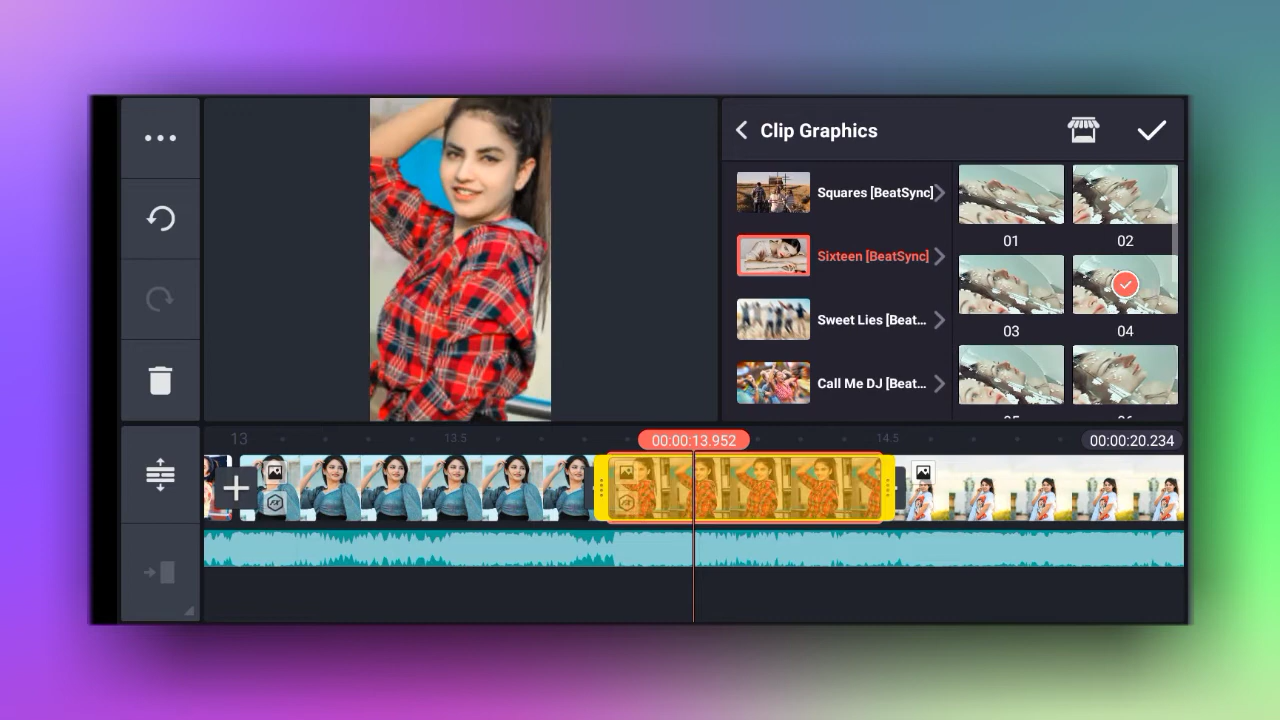 Clip Graphics
Squares [BeatSync]
Sixteen [BeatSync]
Sweet Lies [Beat...
Call Me DJ [Beat...
01
02
03
04
13
13.5
00:00:13.952
14.5
00:00:20.234